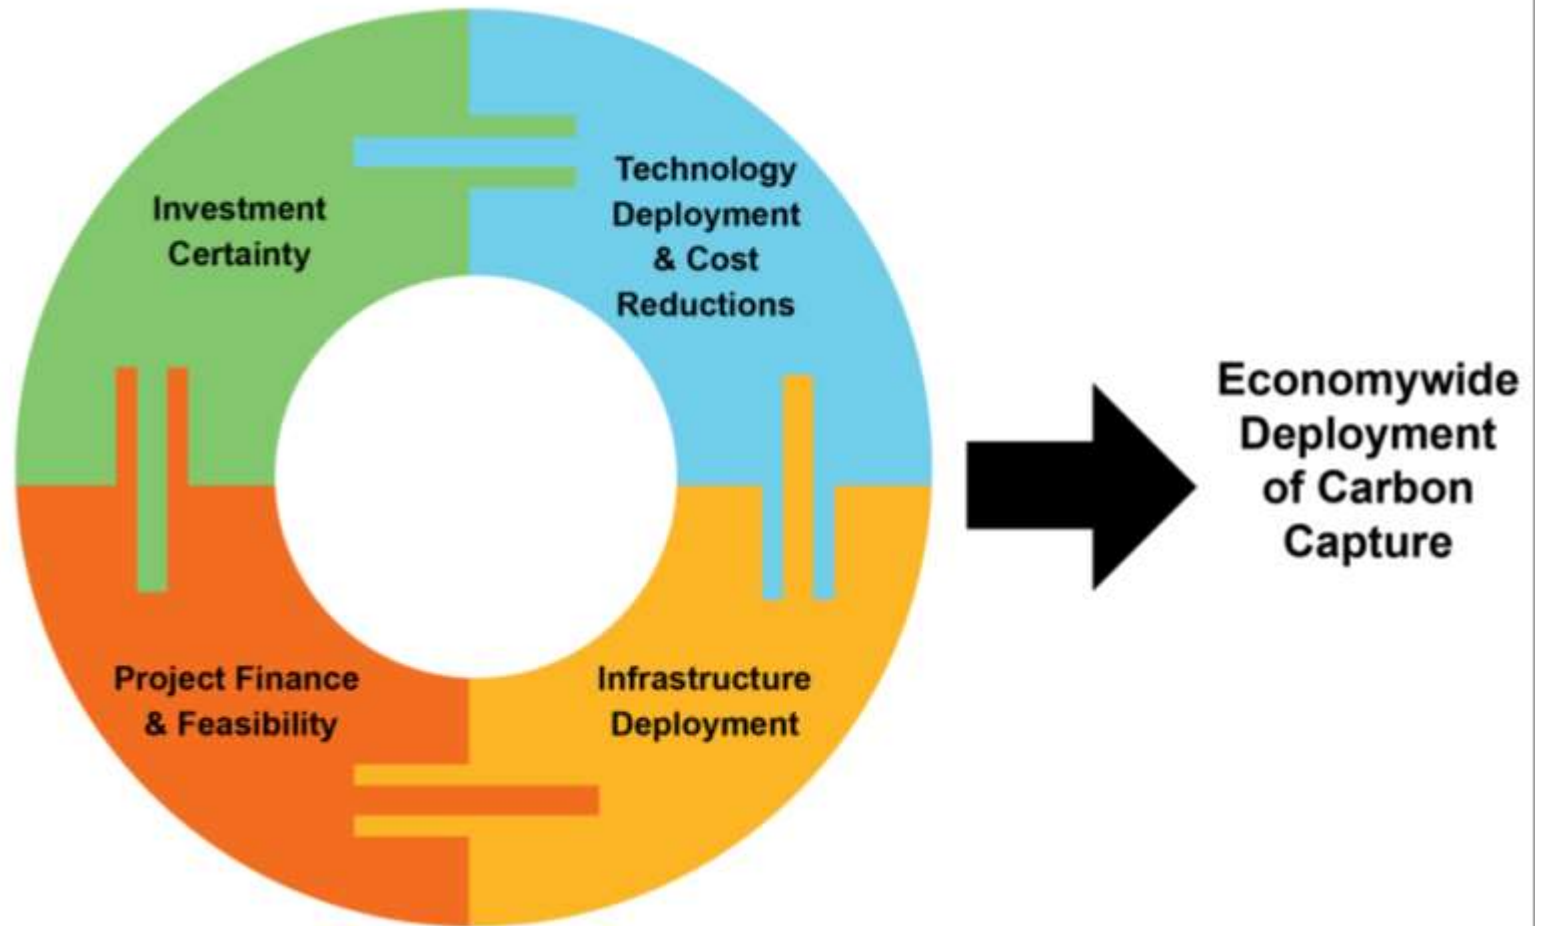 Investment
Certainty
Technology
Deployment
& Cost
Reductions
Project Finance
& Feasibility
Infrastructure
Deployment
Economywide
Deployment
of Carbon
Capture